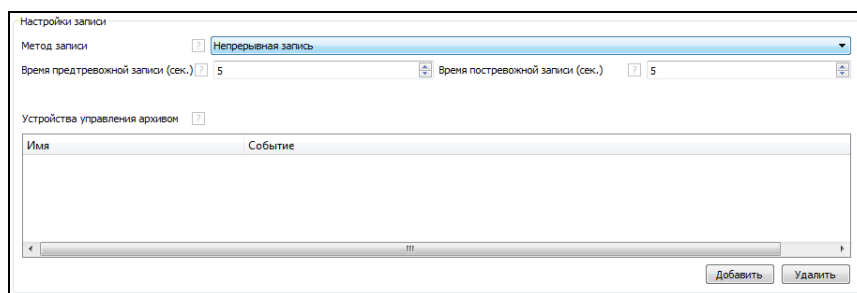 Настройки записи
Метод записи ? Непрерывная запись
Время предтревожной записи (сек.) ? 5 Время постревожной записи (сек.) ? 5
Устройства управления архивом ?
Имя Событие
Добавить Удалить